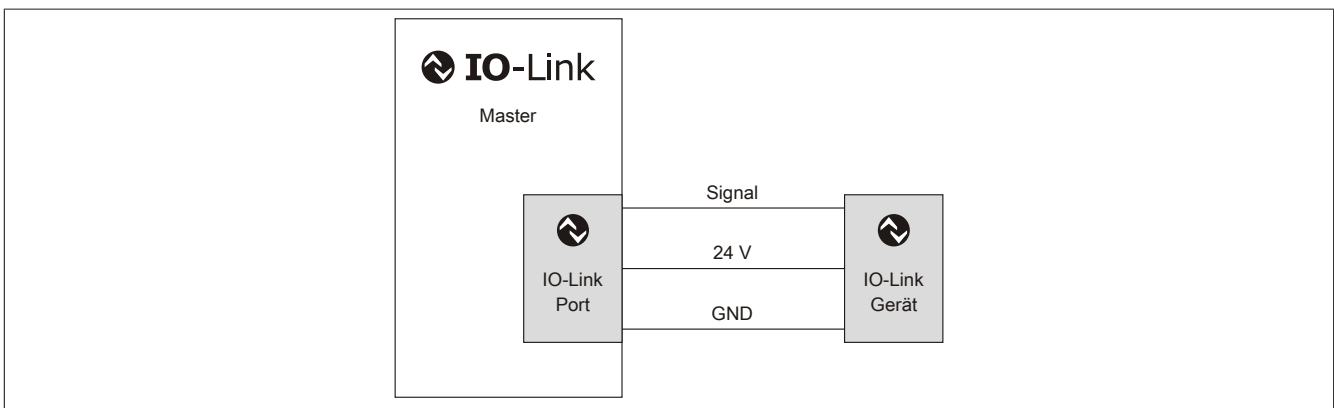 IO-Link
Master
Signal
24 V
GND
IO-Link
Port
IO-Link
Gerät